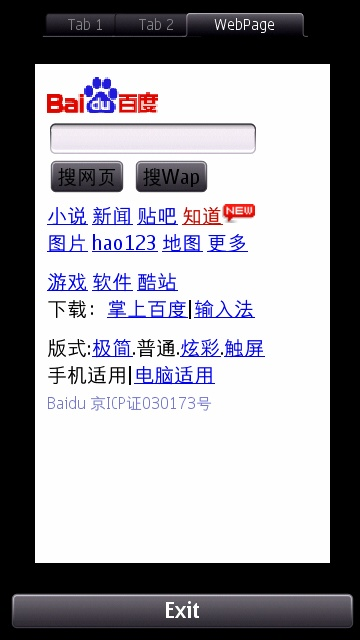 Tab 1 Tab 2 WebPage
Bai du 百度
搜网页 搜Wap
小说 新闻 贴吧 知道 NEW
图片 hao123 地图 更多
游戏 软件 酷站
下载：掌上百度|输入法
版式:极简.普通.炫彩.触屏
手机适用|电脑适用
Baidu 京ICP证030173号
Exit